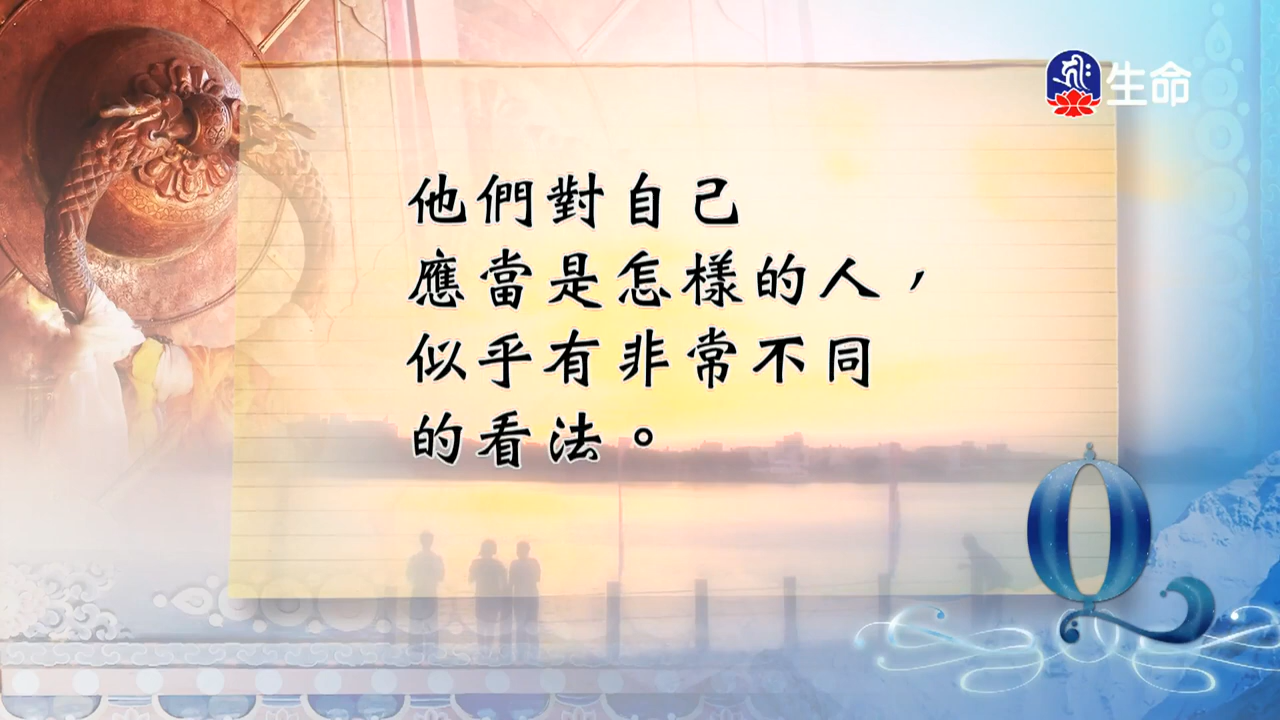 生命
他們對自己
應當是怎樣的人，
似乎有非常不同
的看法。
Q